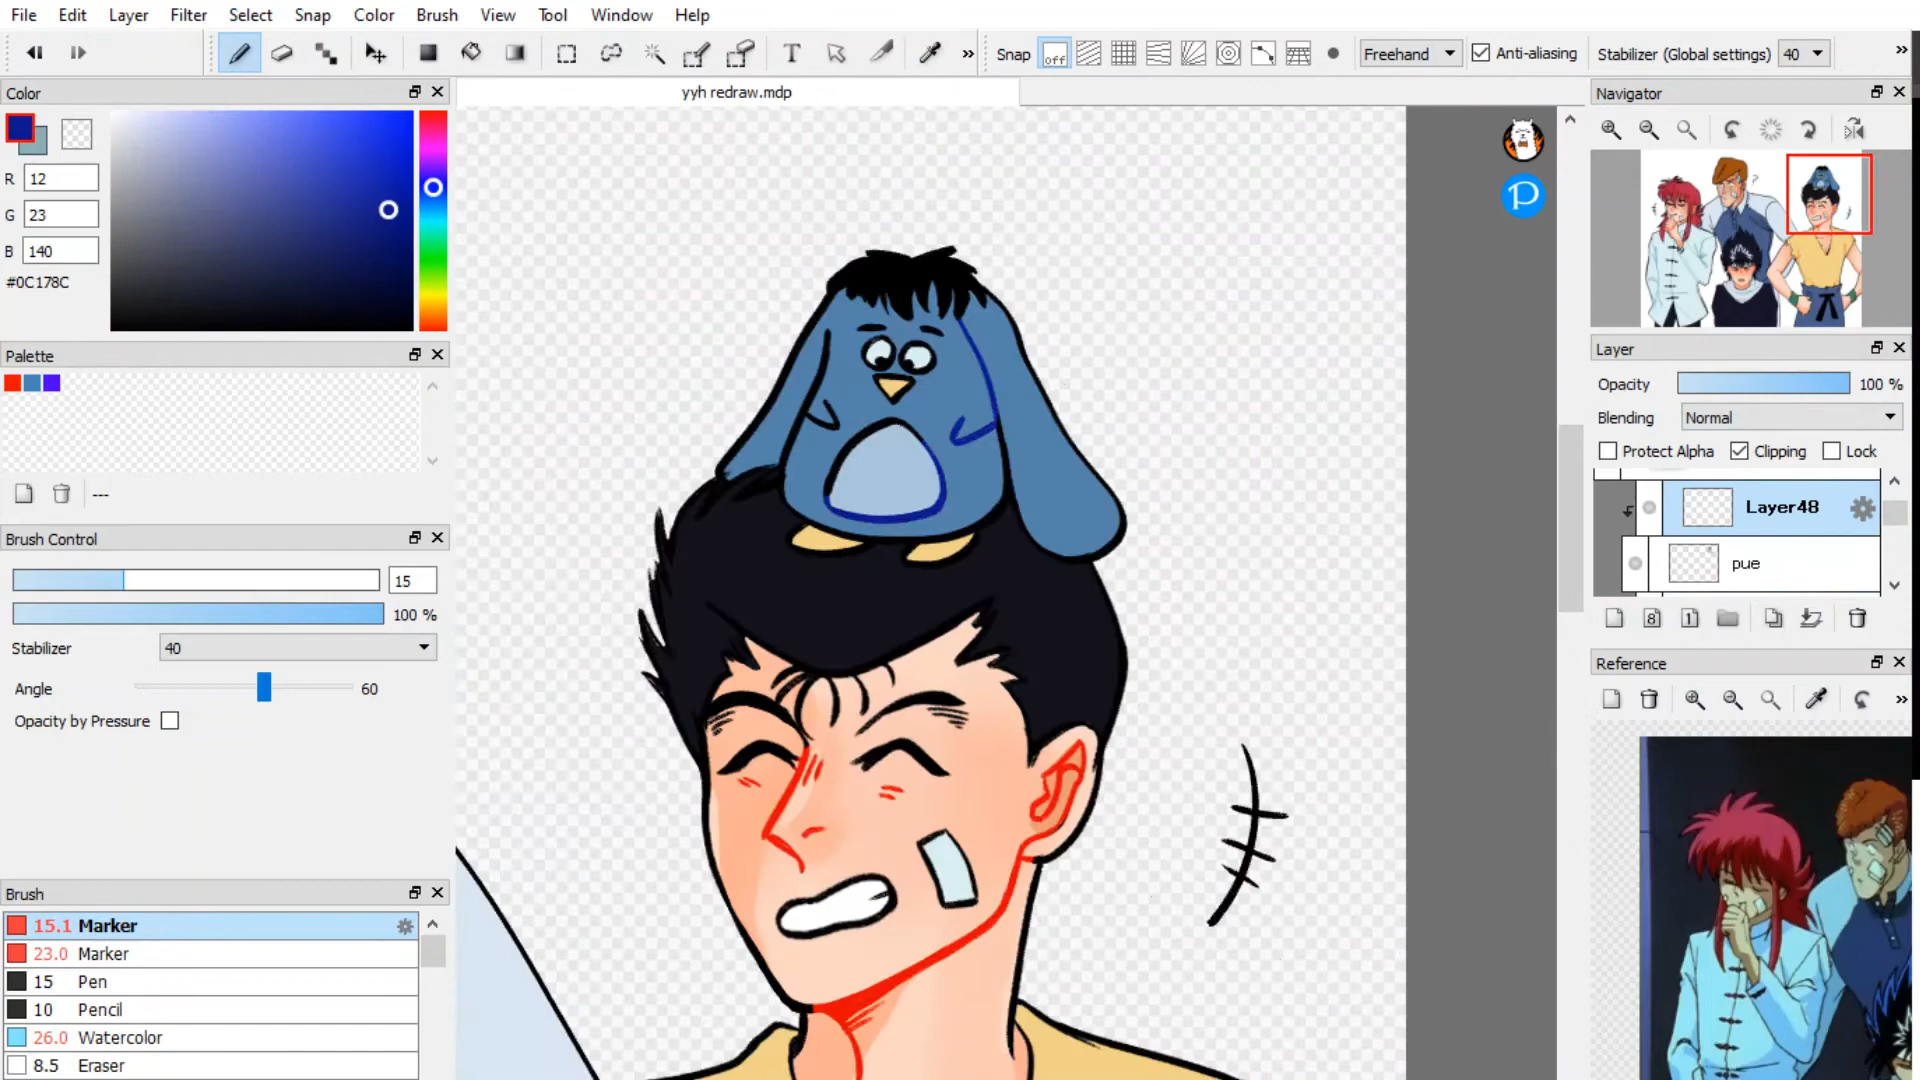 File Edit Layer Filter Select Snap Color Brush View Tool Window Help
T Snap off Freehand Anti-aliasing Stabilizer (Global settings) 40
Color
yyh redraw.mdp
Navigator
R 12
G 23
B 140
#0C178C
P
?
Palette
---
Layer
Opacity 100 %
Blending Normal
Protect Alpha Clipping Lock
Layer48
pue
8 1
Brush Control
15
100 %
Stabilizer 40
Angle 60
Opacity by Pressure
Reference
Brush
15.1 Marker
23.0 Marker
15 Pen
10 Pencil
26.0 Watercolor
8.5 Eraser